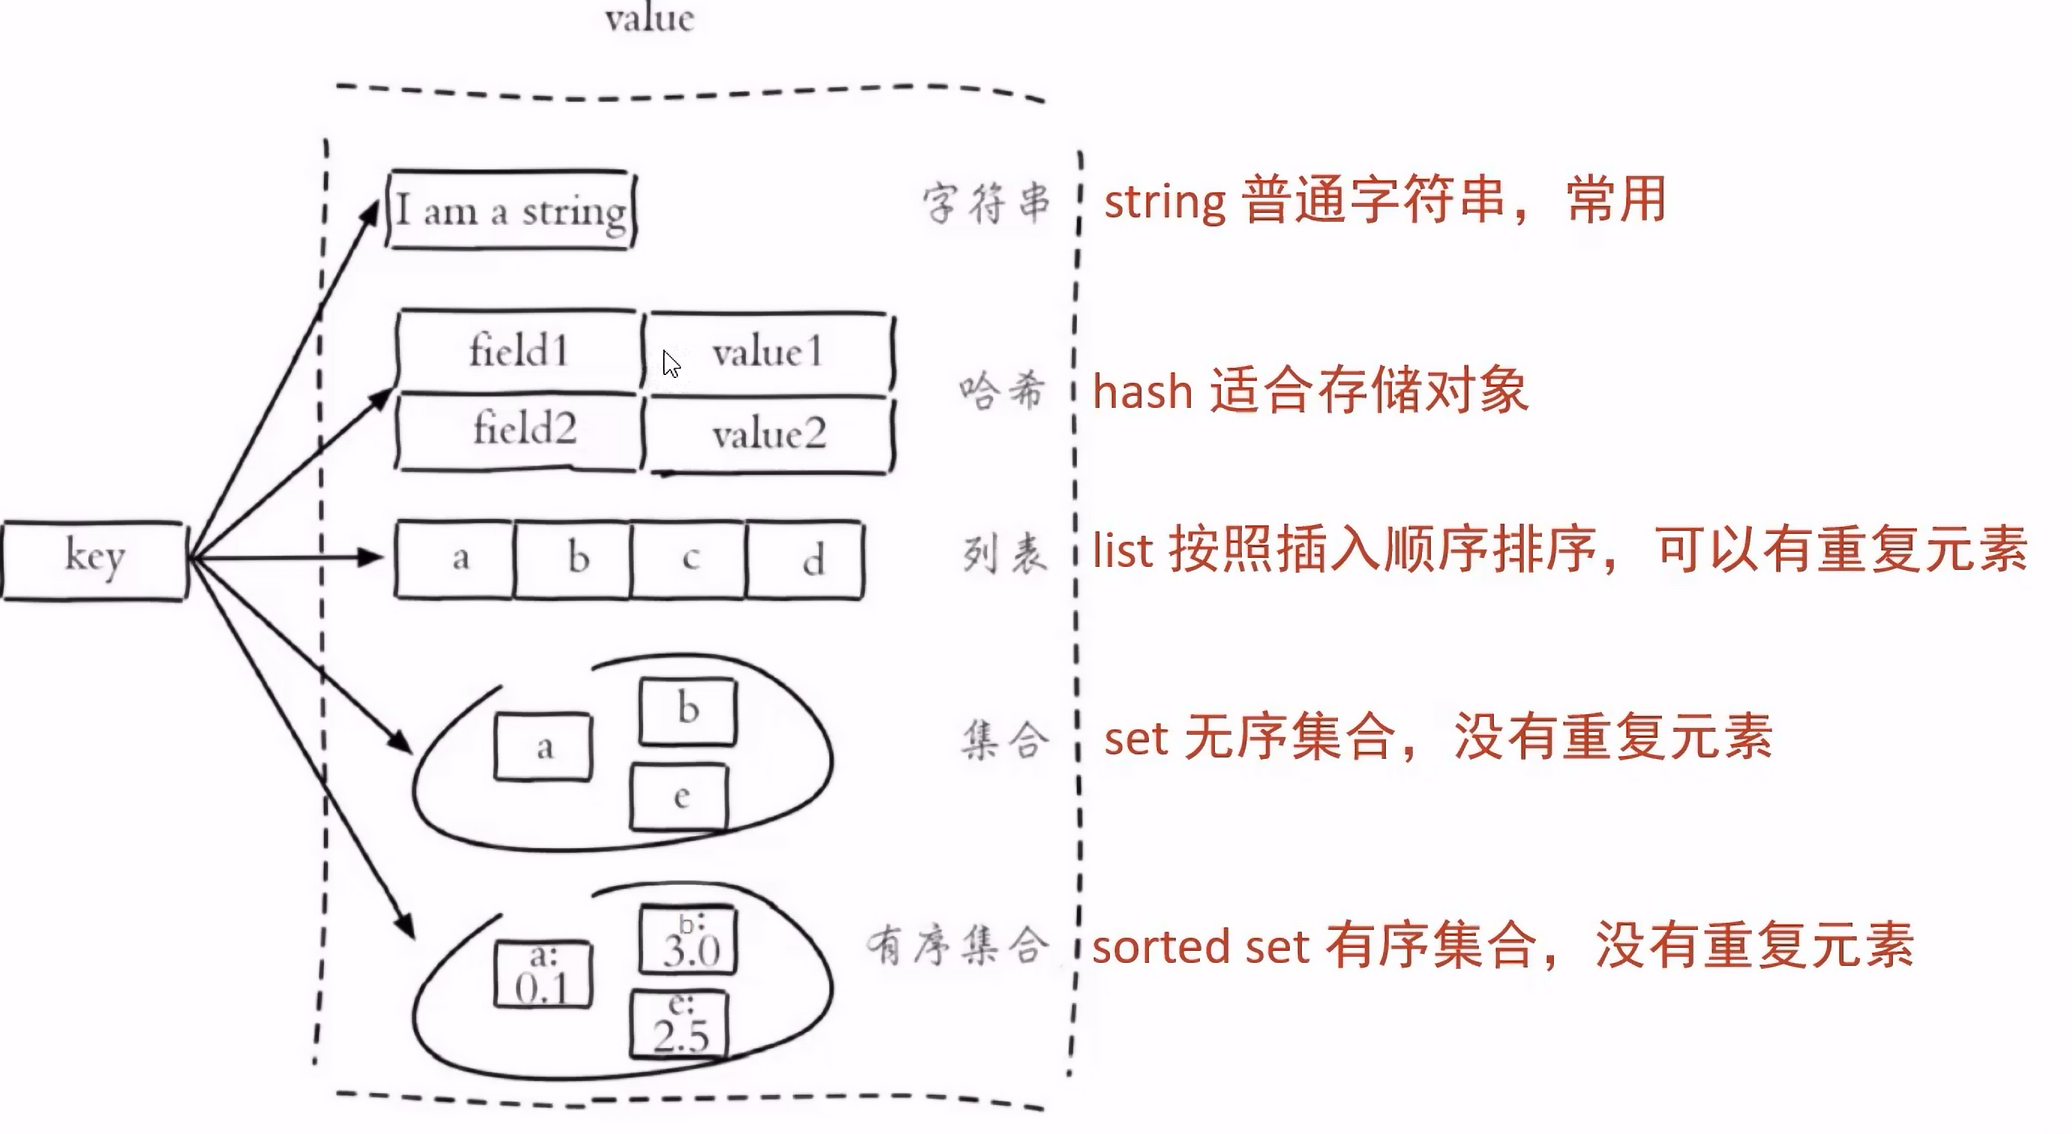 value
I am a string
字符串
string 普通字符串，常用
field1 value1
field2 value2
哈希
hash 适合存储对象
key
a b c d
列表
list 按照插入顺序排序，可以有重复元素
a
b
e
集合
set 无序集合，没有重复元素
a:
0.1
b:
3.0
e:
2.5
有序集合
sorted set 有序集合，没有重复元素